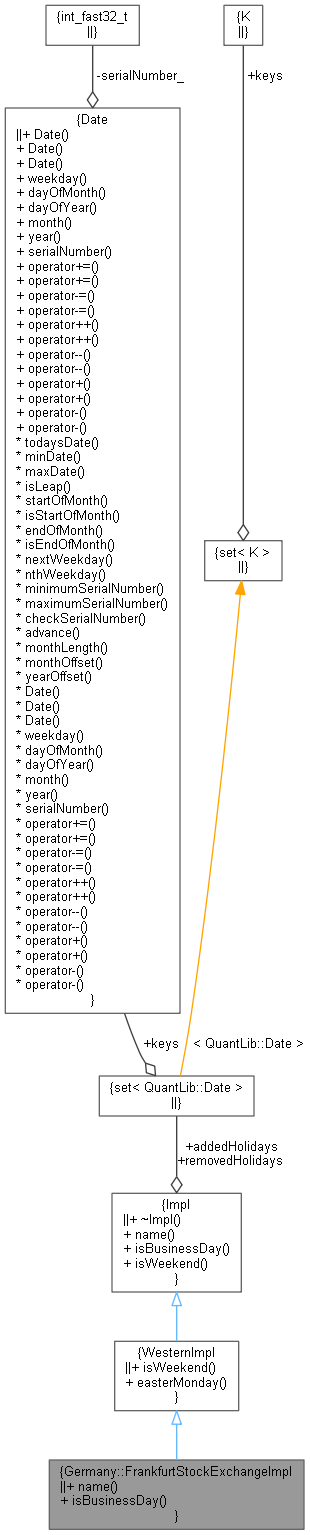 {int_fast32_t
||}
{K
||}
-serialNumber_
+keys
{Date
||+ Date()
+ Date()
+ Date()
+ weekday()
+ dayOfMonth()
+ dayOfYear()
+ month()
+ year()
+ serialNumber()
+ operator+=()
+ operator+=()
+ operator-=()
+ operator-=()
+ operator++()
+ operator++()
+ operator--()
+ operator--()
+ operator+()
+ operator+()
+ operator-()
+ operator-()
* todaysDate()
* minDate()
* maxDate()
* isLeap()
* startOfMonth()
* isStartOfMonth()
* endOfMonth()
* isEndOfMonth()
* nextWeekday()
* nthWeekday()
* minimumSerialNumber()
* maximumSerialNumber()
* checkSerialNumber()
* advance()
* monthLength()
* monthOffset()
* yearOffset()
* Date()
* Date()
* Date()
* weekday()
* dayOfMonth()
* dayOfYear()
* month()
* year()
* serialNumber()
* operator+=()
* operator+=()
* operator-=()
* operator-=()
* operator++()
* operator++()
* operator--()
* operator--()
* operator+()
* operator+()
* operator-()
* operator-()
}
{set< K >
||}
+keys
< QuantLib::Date >
{set< QuantLib::Date >
||}
+addedHolidays
+removedHolidays
{Impl
||+ ~Impl()
+ name()
+ isBusinessDay()
+ isWeekend()
}
{WesternImpl
||+ isWeekend()
+ easterMonday()
}
{Germany::FrankfurtStockExchangeImpl
||+ name()
+ isBusinessDay()
}